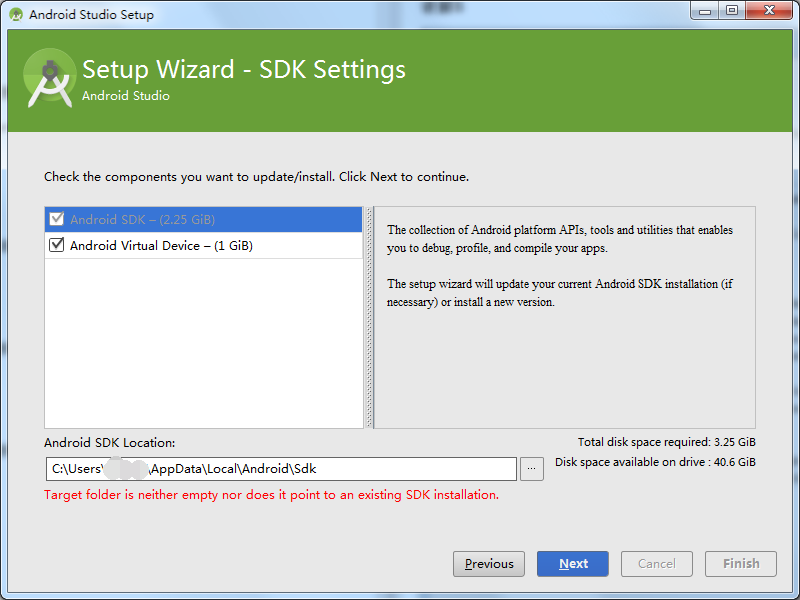 Android Studio Setup
Setup Wizard - SDK Settings
Android Studio
Check the components you want to update/install. Click Next to continue.
Android SDK – (2.25 GiB)
Android Virtual Device – (1 GiB)
The collection of Android platform APIs, tools and utilities that enables
you to debug, profile, and compile your apps.
The setup wizard will update your current Android SDK installation (if
necessary) or install a new version.
Android SDK Location:
Total disk space required: 3.25 GiB
C:\Users\ \AppData\Local\Android\Sdk
...
Disk space available on drive : 40.6 GiB
Target folder is neither empty nor does it point to an existing SDK installation.
Previous
Next
Cancel
Finish